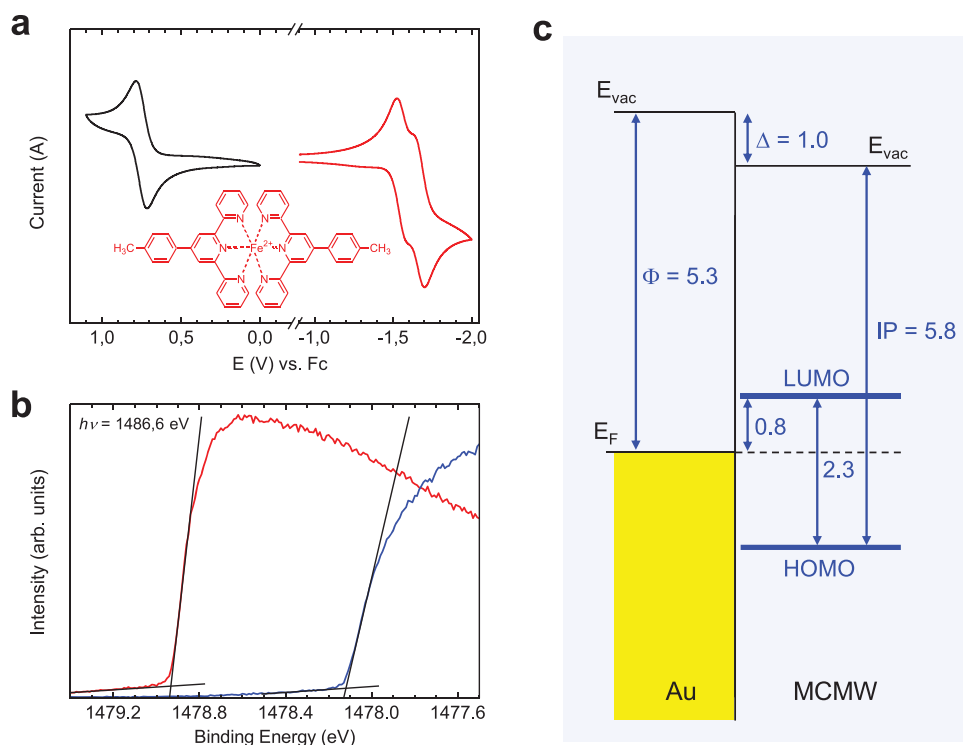 a
Current (A)
H₃C
N
N
N
Fe²⁺
N
N
N
CH₃
1,0
0,5
0,0
-1,0
-1,5
-2,0
E (V) vs. Fc
b
hν = 1486,6 eV
Intensity (arb. units)
1479.2
1478.8
1478.4
1478.0
1477.6
Binding Energy (eV)
c
Evac
Δ = 1.0
Evac
Φ = 5.3
IP = 5.8
LUMO
0.8
EF
2.3
HOMO
Au
MCMW